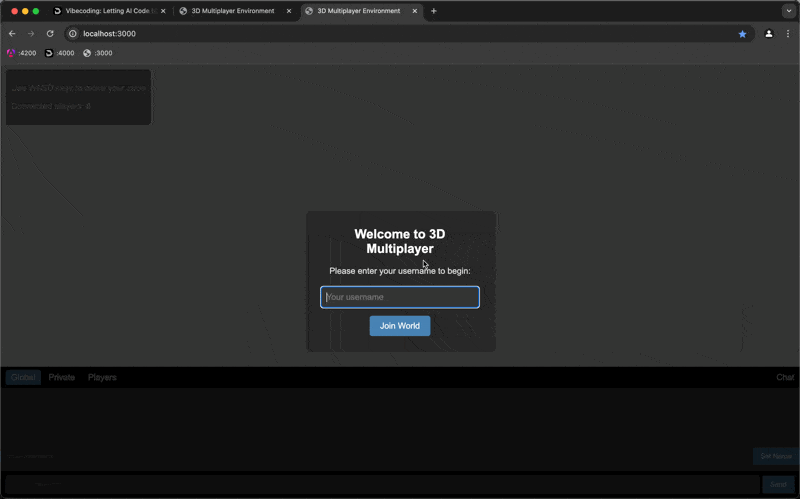 Vibecoding: Letting AI Code
3D Multiplayer Environment
3D Multiplayer Environment
localhost:3000
:4200
:4000
:3000
Use WASD keys to move your cube
Connected players: 0
Welcome to 3D
Multiplayer
Please enter your username to begin:
Your username
Join World
Global
Private
Players
Chat
Set Name
Send